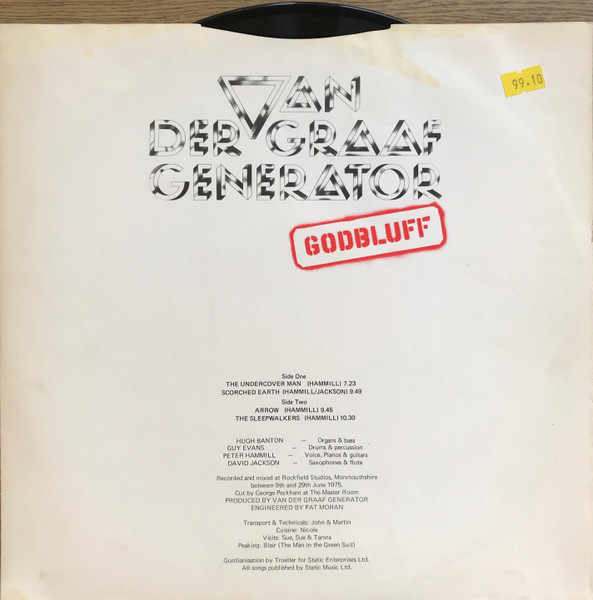 VAN
DER GRAAF
GENERATOR
GODBLUFF
99.10
Side One
THE UNDERCOVER MAN (HAMMILL) 7.23
SCORCHED EARTH (HAMMILL/JACKSON) 9.49
Side Two
ARROW (HAMMILL) 9.45
THE SLEEPWALKERS (HAMMILL) 10.30
HUGH BANTON — Organs & bass
GUY EVANS — Drums & percussion
PETER HAMMILL — Voice, Pianos & guitars
DAVID JACKSON — Saxophones & flute
Recorded and mixed at Rockfield Studios, Monmouthshire
between 9th and 29th June 1975.
Cut by George Peckham at The Master Room
PRODUCED BY VAN DER GRAAF GENERATOR
ENGINEERED BY PAT MORAN
Transport & Technicals: John & Martin
Cuisine: Nicole
Visits: Sue, Sue & Tanna
Peaking: Blair (The Man in the Green Suit)
Gordianisation by Troeller for Static Enterprises Ltd.
All songs published by Static Music Ltd.